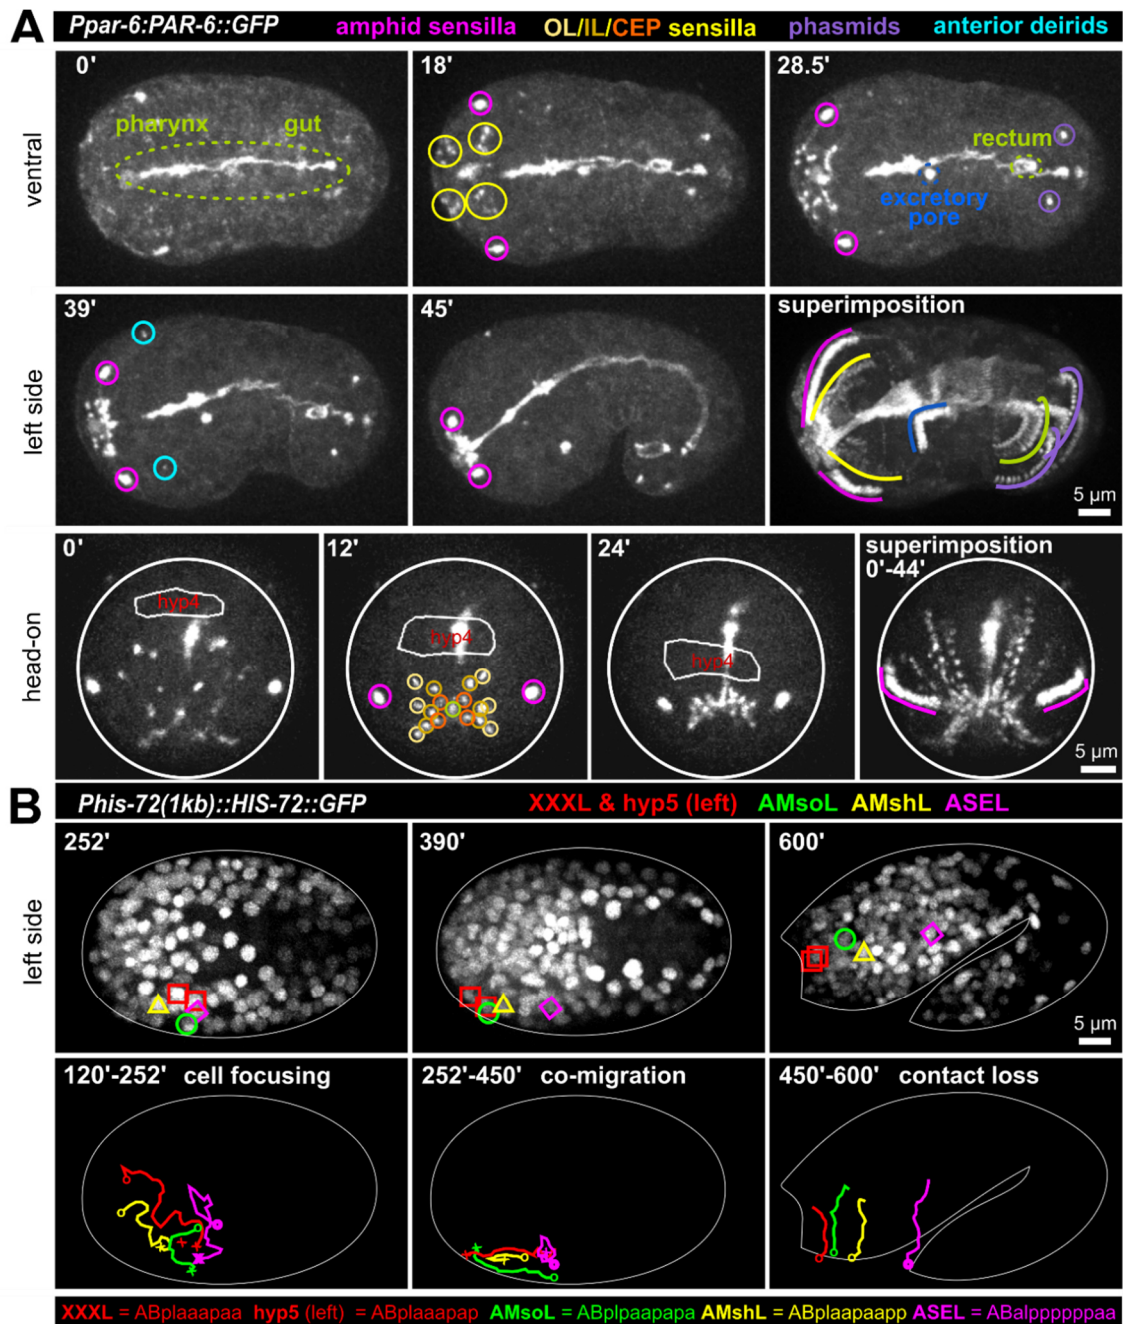 A
Ppar-6:PAR-6::GFP amphid sensilla OL/IL/CEP sensilla phasmids anterior deirids
ventral
0' 18' 28.5'
pharynx gut
rectum
excretory
pore
left side
39' 45' superimposition
5 µm
head-on
0' 12' 24' superimposition
0'-44'
hyp4
hyp4
hyp4
5 µm
B
Phis-72(1kb)::HIS-72::GFP XXXL & hyp5 (left) AMsoL AMshL ASEL
left side
252' 390' 600'
5 µm
120'-252' cell focusing 252'-450' co-migration 450'-600' contact loss
XXXL = ABplaaapaa hyp5 (left) = ABplaaapap AMsoL = ABplpaapapa AMshL = ABplaapaapp ASEL = ABalppppppaa